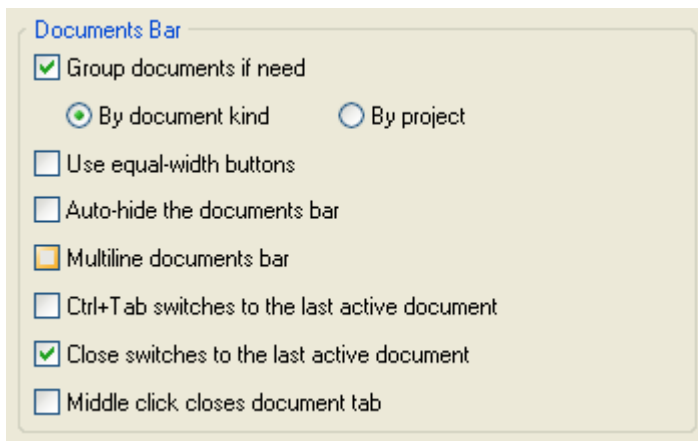 Documents Bar
Group documents if need
By document kind By project
Use equal-width buttons
Auto-hide the documents bar
Multiline documents bar
Ctrl+Tab switches to the last active document
Close switches to the last active document
Middle click closes document tab